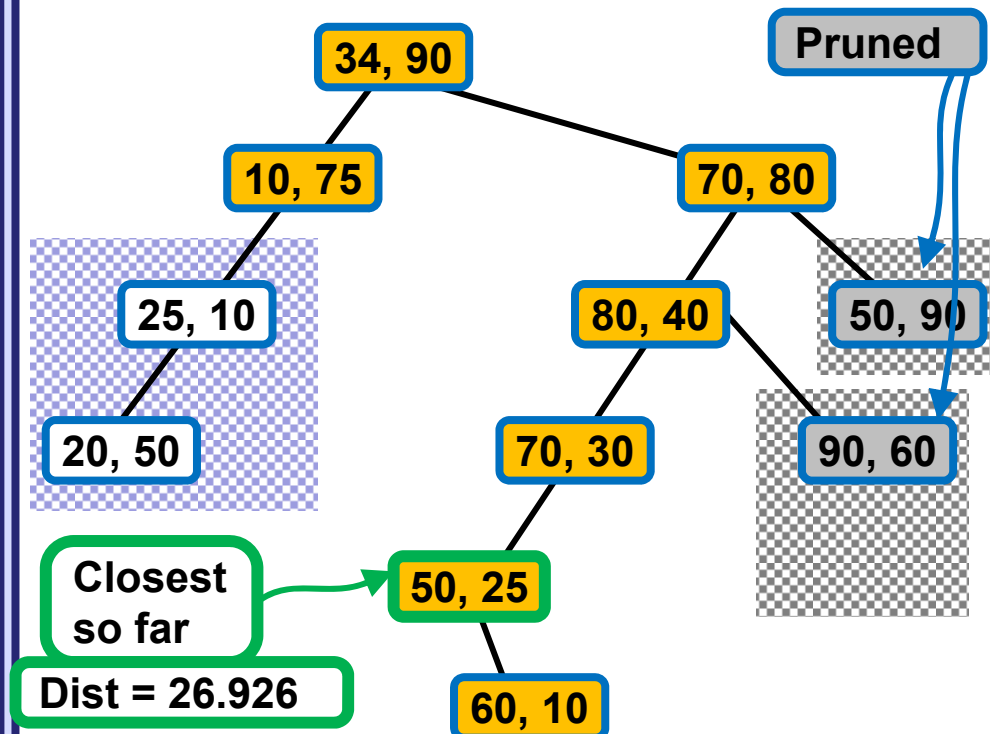 34, 90
Pruned
10, 75
70, 80
25, 10
80, 40
50, 90
20, 50
70, 30
90, 60
Closest
so far
50, 25
Dist = 26.926
60, 10